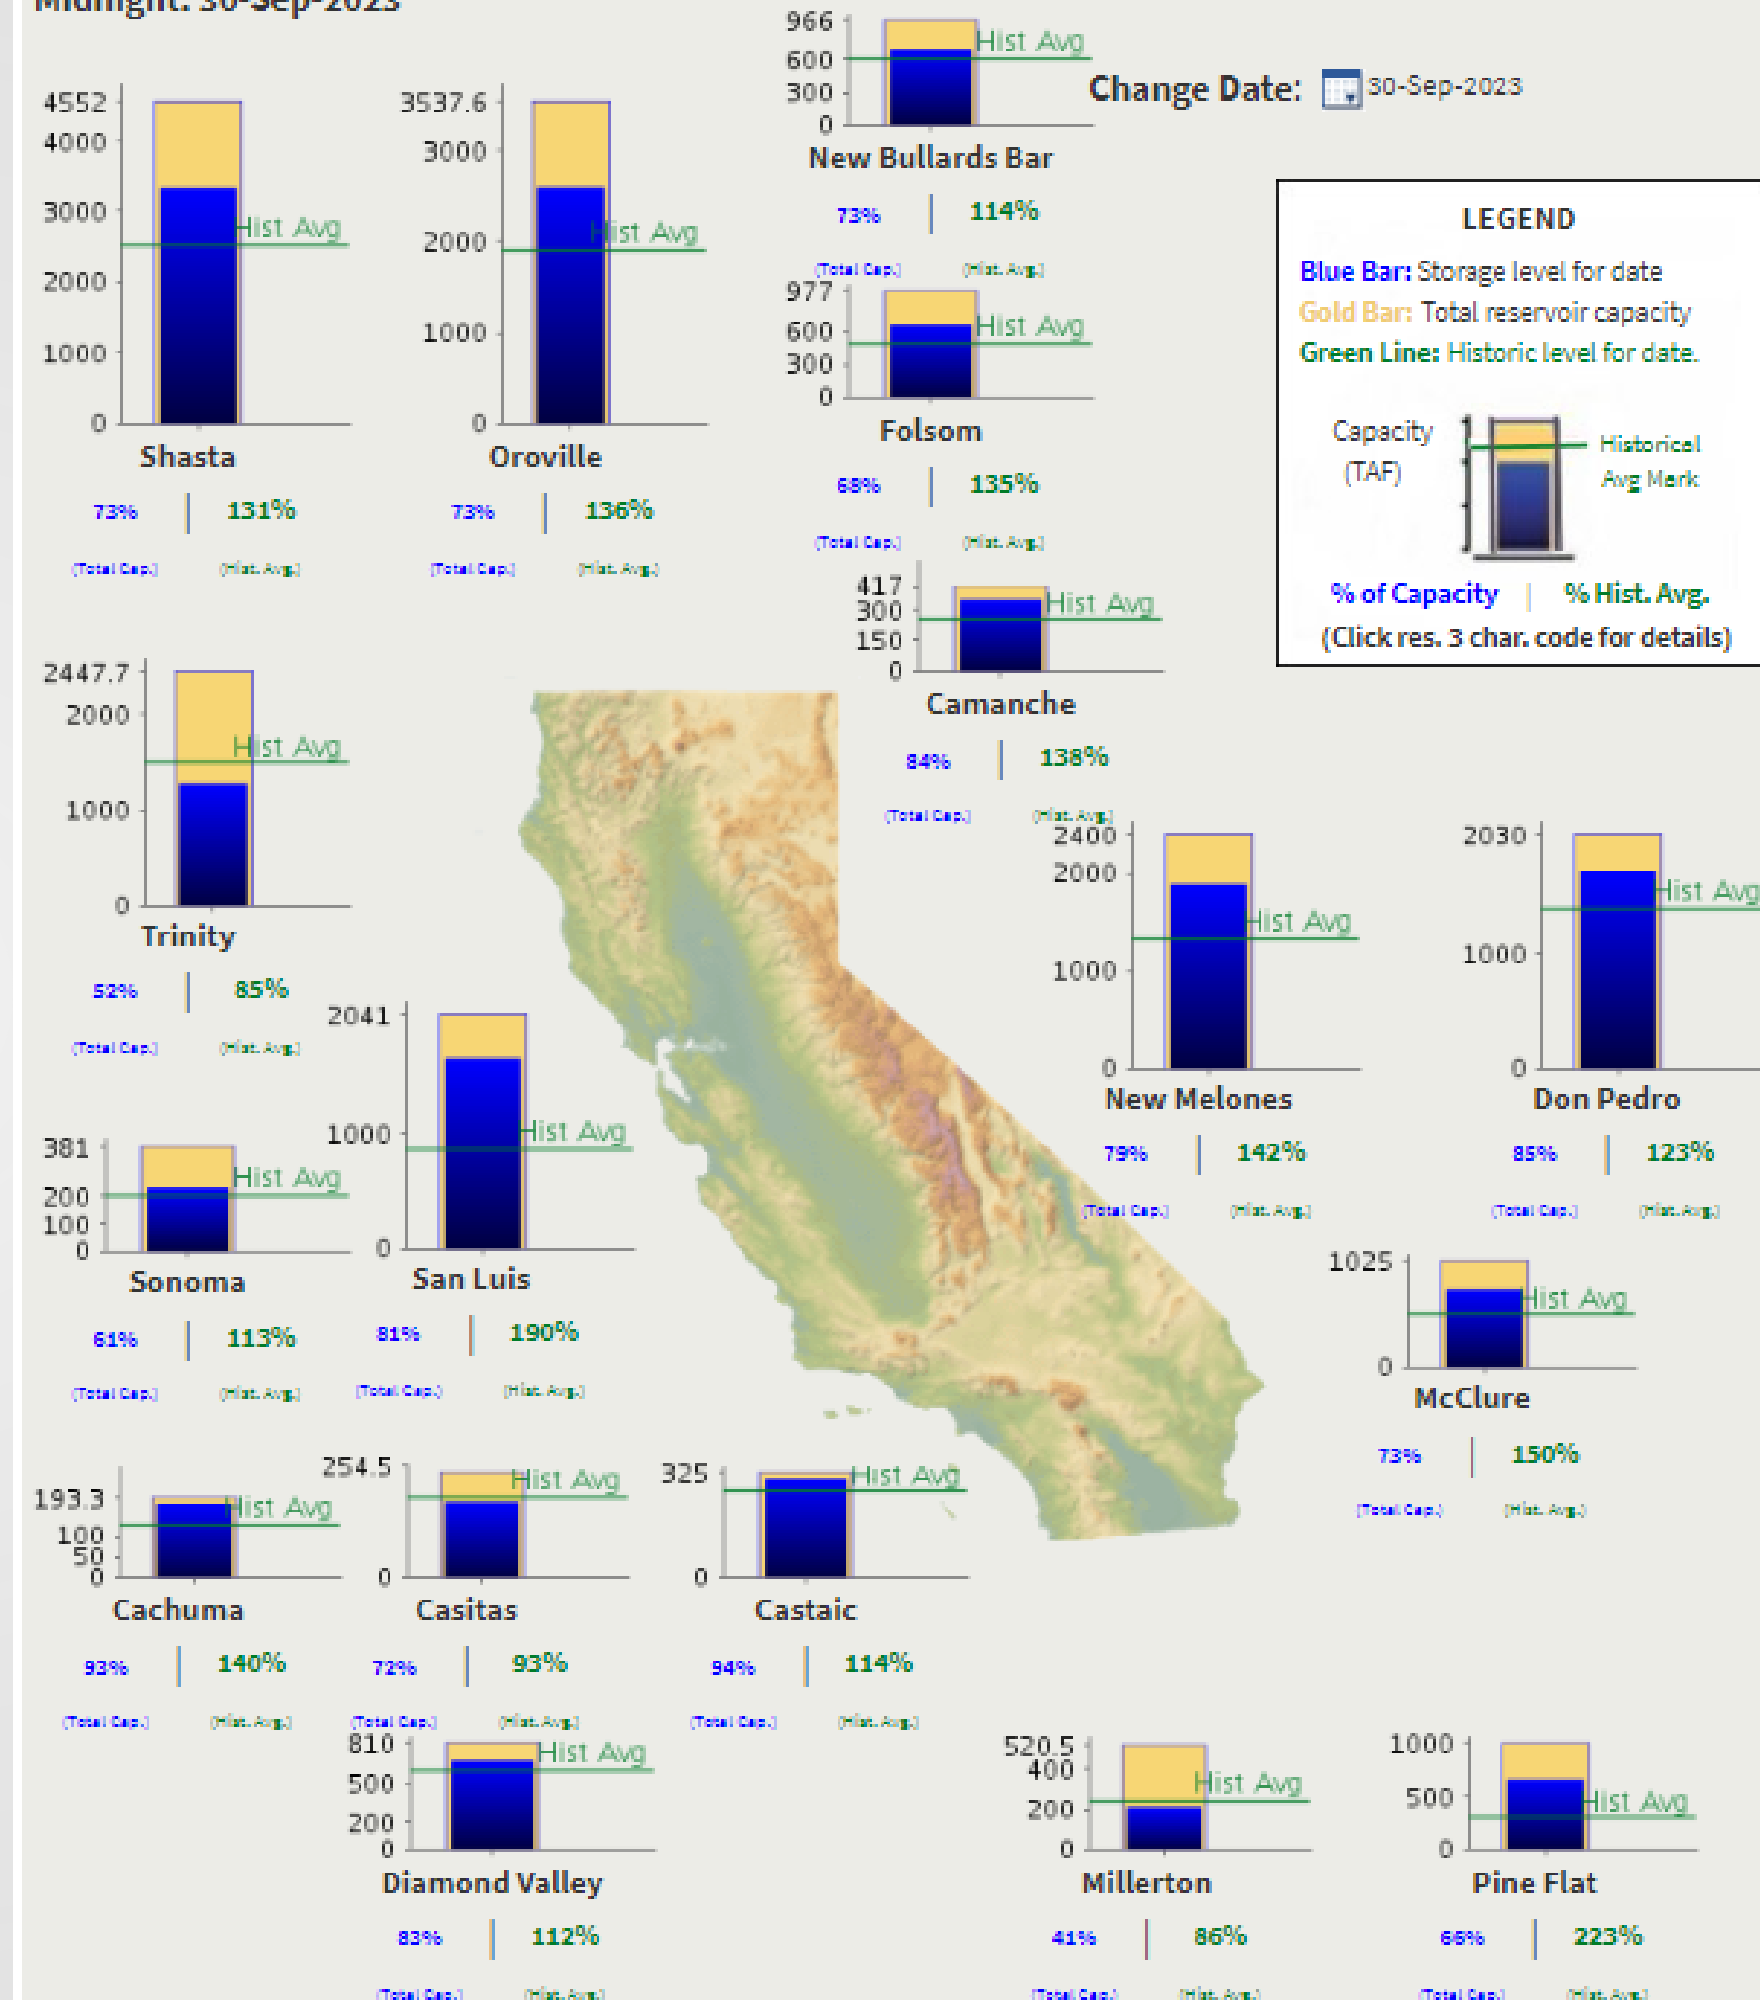 Midnight: 30-Sep-2023
Change Date: 30-Sep-2023
LEGEND
Blue Bar: Storage level for date
Gold Bar: Total reservoir capacity
Green Line: Historic level for date.
Capacity
(TAF)
Historical
Avg Mark
% of Capacity | % Hist. Avg.
(Click res. 3 char. code for details)
4552
4000
3000
2000
1000
0
Hist Avg
Shasta
73% | 131%
(Total Cap.) (Hist. Avg.)
3537.6
3000
2000
1000
0
Hist Avg
Oroville
73% | 136%
(Total Cap.) (Hist. Avg.)
966
600
300
0
Hist Avg
New Bullards Bar
73% | 114%
(Total Cap.) (Hist. Avg.)
977
600
300
0
Hist Avg
Folsom
68% | 135%
(Total Cap.) (Hist. Avg.)
417
300
150
0
Hist Avg
Camanche
84% | 138%
(Total Cap.) (Hist. Avg.)
2447.7
2000
1000
0
Hist Avg
Trinity
52% | 85%
(Total Cap.) (Hist. Avg.)
2400
2000
1000
0
Hist Avg
New Melones
79% | 142%
(Total Cap.) (Hist. Avg.)
2030
1000
0
Hist Avg
Don Pedro
85% | 123%
(Total Cap.) (Hist. Avg.)
381
200
100
0
Hist Avg
Sonoma
61% | 113%
(Total Cap.) (Hist. Avg.)
2041
1000
0
Hist Avg
San Luis
81% | 190%
(Total Cap.) (Hist. Avg.)
1025
0
Hist Avg
McClure
73% | 150%
(Total Cap.) (Hist. Avg.)
193.3
100
50
0
Hist Avg
Cachuma
93% | 140%
(Total Cap.) (Hist. Avg.)
254.5
0
Hist Avg
Casitas
72% | 93%
(Total Cap.) (Hist. Avg.)
325
0
Hist Avg
Castaic
94% | 114%
(Total Cap.) (Hist. Avg.)
810
500
200
0
Hist Avg
Diamond Valley
83% | 112%
(Total Cap.) (Hist. Avg.)
520.5
400
200
0
Hist Avg
Millerton
41% | 86%
(Total Cap.) (Hist. Avg.)
1000
500
0
Hist Avg
Pine Flat
66% | 223%
(Total Cap.) (Hist. Avg.)